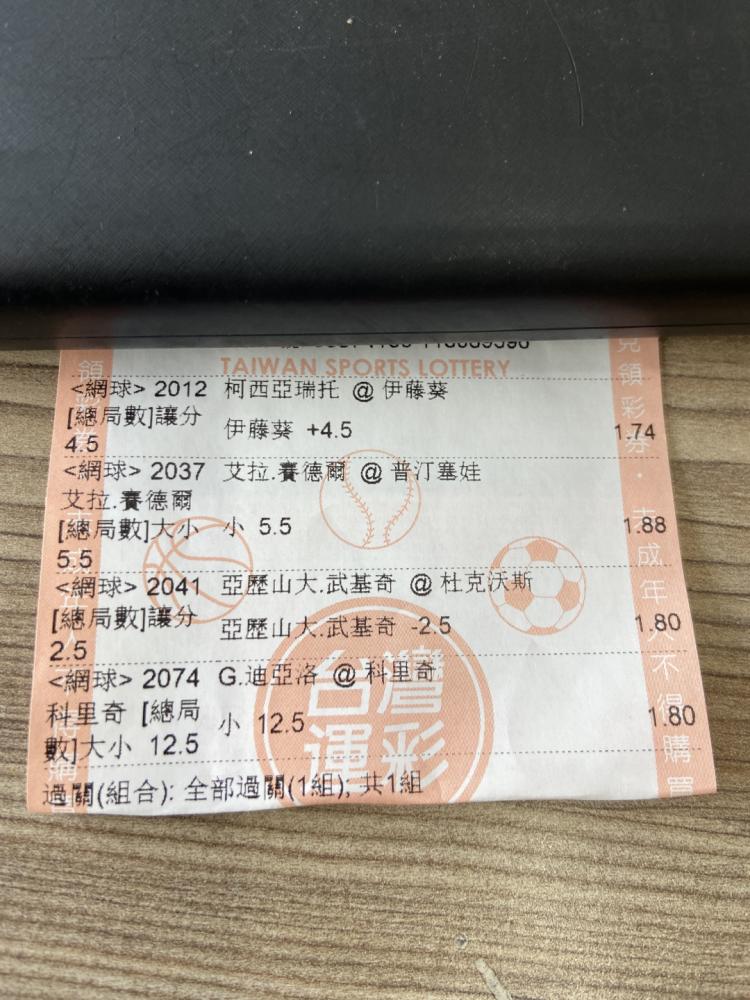 TAIWAN SPORTS LOTTERY
<網球> 2012 柯西亞瑞托 @ 伊藤葵
[總局數]讓分
4.5
伊藤葵 +4.5
1.74
<網球> 2037 艾拉.賽德爾 @ 普汀塞娃
艾拉.賽德爾
[總局數]大小
5.5
小 5.5
1.88
<網球> 2041 亞歷山大.武基奇 @ 杜克沃斯
[總局數]讓分
2.5
亞歷山大.武基奇 -2.5
1.80
<網球> 2074 G.迪亞洛 @ 科里奇
科里奇 [總局
數]大小 12.5
小 12.5
1.80
過關(組合): 全部過關(1組); 共1組
台灣
運彩
領彩券
成年人不得購買